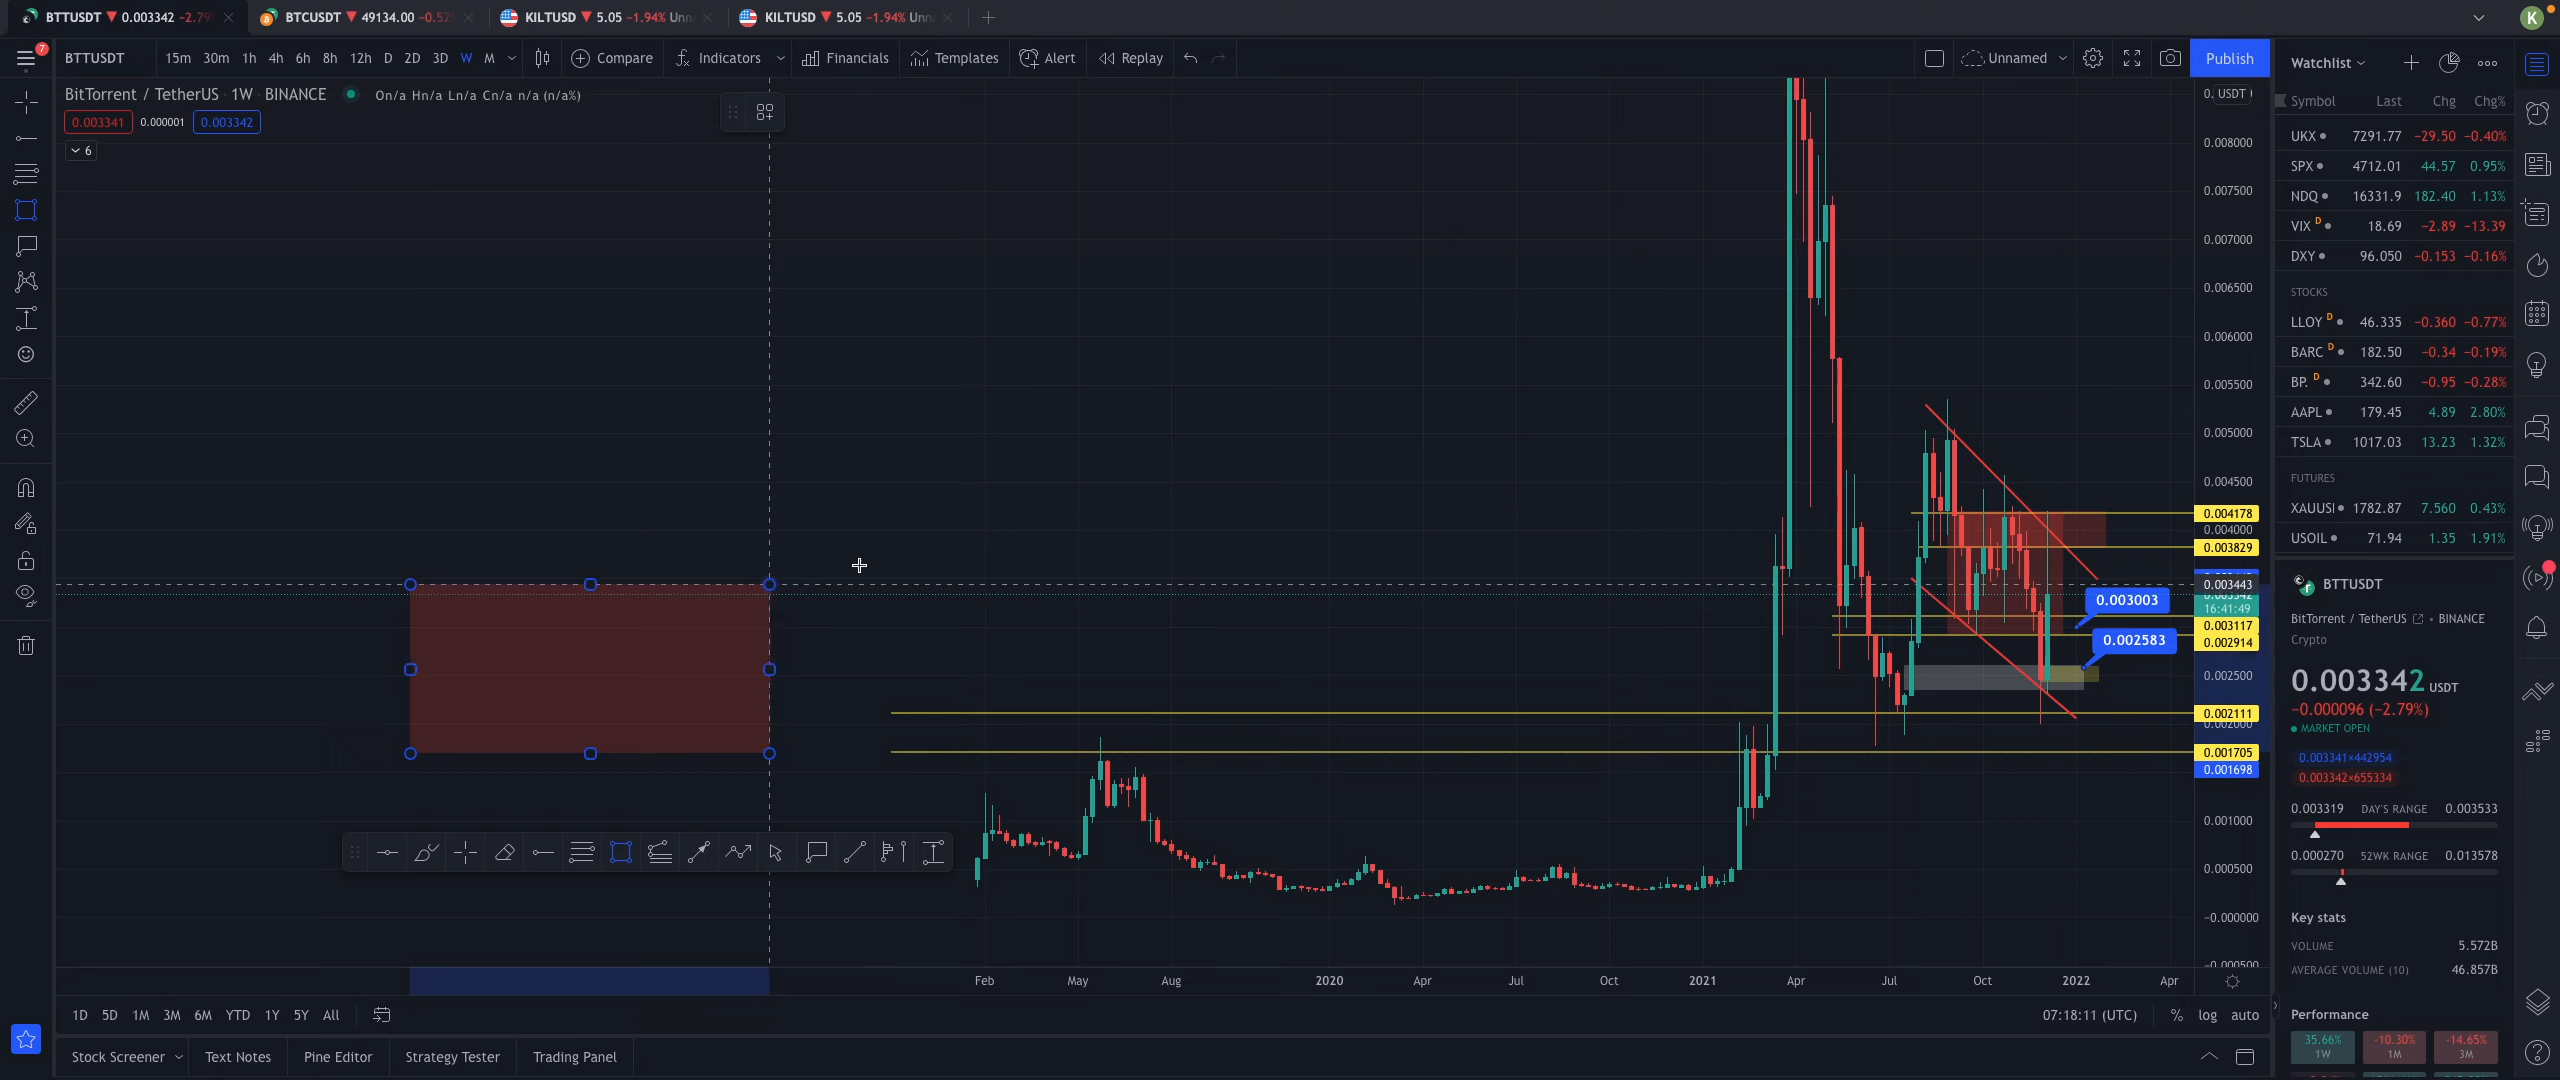 BTTUSDT ▼ 0.003342 −2.79
BTCUSDT ▼ 49134.00 −0.52
KILTUSD ▼ 5.05 −1.94% Unn
KILTUSD ▼ 5.05 −1.94% Unn
K
7
BTTUSDT 15m 30m 1h 4h 6h 8h 12h D 2D 3D W M Compare Indicators Financials Templates Alert Replay Unnamed Publish
BitTorrent / TetherUS · 1W · BINANCE On/a Hn/a Ln/a Cn/a n/a (n/a%)
0.003341 0.000001 0.003342
6
USDT
0.008000
0.007500
0.007000
0.006500
0.006000
0.005500
0.005000
0.004500
0.004178
0.004000
0.003829
0.003443
16:41:49
0.003003
0.003117
0.002914
0.002583
0.002500
0.002111
0.002000
0.001705
0.001698
0.001000
0.000500
−0.000000
−0.000500
Feb May Aug 2020 Apr Jul Oct 2021 Apr Jul Oct 2022 Apr
1D 5D 1M 3M 6M YTD 1Y 5Y All 07:18:11 (UTC) % log auto
Stock Screener Text Notes Pine Editor Strategy Tester Trading Panel
Watchlist
Symbol Last Chg Chg%
UKX 7291.77 −29.50 −0.40%
SPX 4712.01 44.57 0.95%
NDQ 16331.9 182.40 1.13%
VIX D 18.69 −2.89 −13.39
DXY 96.050 −0.153 −0.16%
STOCKS
LLOY D 46.335 −0.360 −0.77%
BARC D 182.50 −0.34 −0.19%
BP. D 342.60 −0.95 −0.28%
AAPL 179.45 4.89 2.80%
TSLA 1017.03 13.23 1.32%
FUTURES
XAUUSI 1782.87 7.560 0.43%
USOIL 71.94 1.35 1.91%
BTTUSDT
BitTorrent / TetherUS • BINANCE
Crypto
0.003342 USDT
−0.000096 (−2.79%)
MARKET OPEN
0.003341×442954
0.003342×655334
0.003319 DAY'S RANGE 0.003533
0.000270 52WK RANGE 0.013578
Key stats
VOLUME 5.572B
AVERAGE VOLUME (10) 46.857B
Performance
35.66% -10.30% -14.65%
1W 1M 3M